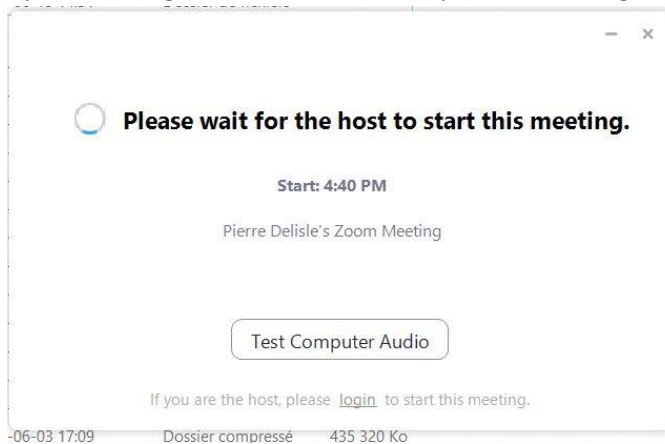 Please wait for the host to start this meeting.
Start: 4:40 PM
Pierre Delisle's Zoom Meeting
Test Computer Audio
If you are the host, please login to start this meeting.
-06-03 17:09 Dossier compressé 435 320 Ko